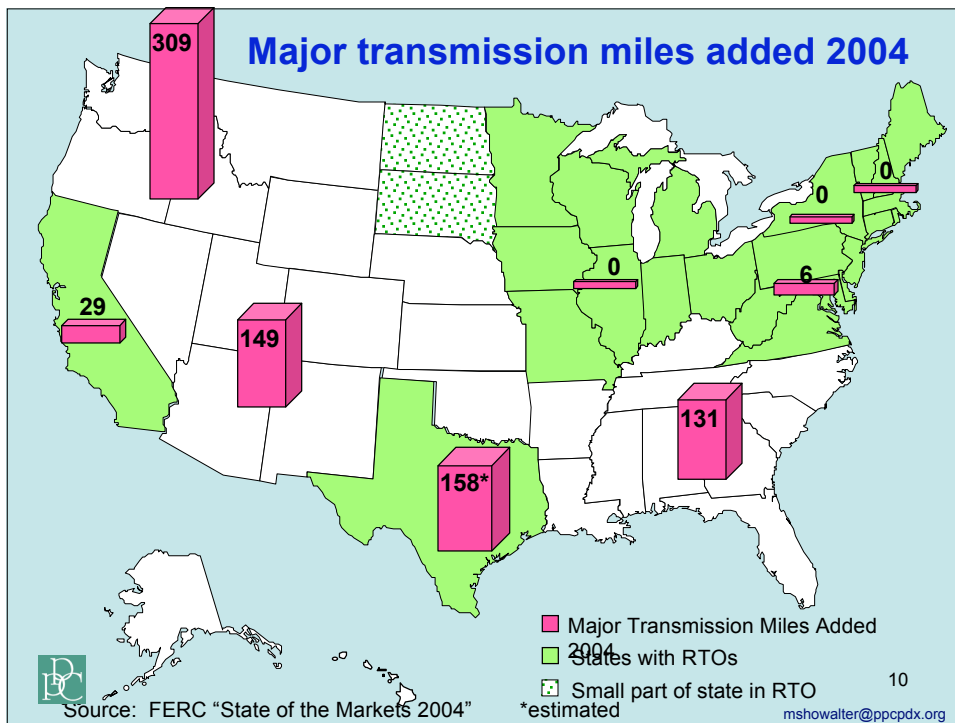 Major transmission miles added 2004
309
0
0
0
6
29
149
131
158*
Major Transmission Miles Added
2004
States with RTOs
Small part of state in RTO
10
PPC
Source: FERC “State of the Markets 2004” *estimated
mshowalter@ppcpdx.org